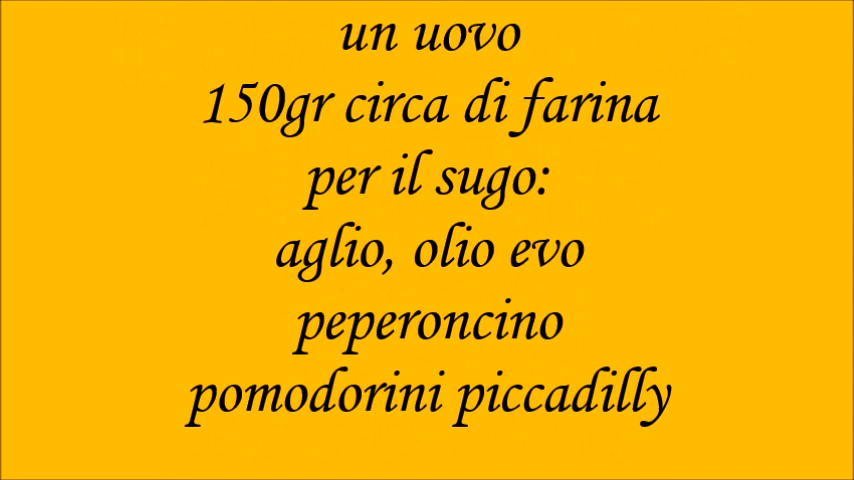 un uovo
150gr circa di farina
per il sugo:
aglio, olio evo
peperoncino
pomodorini piccadilly